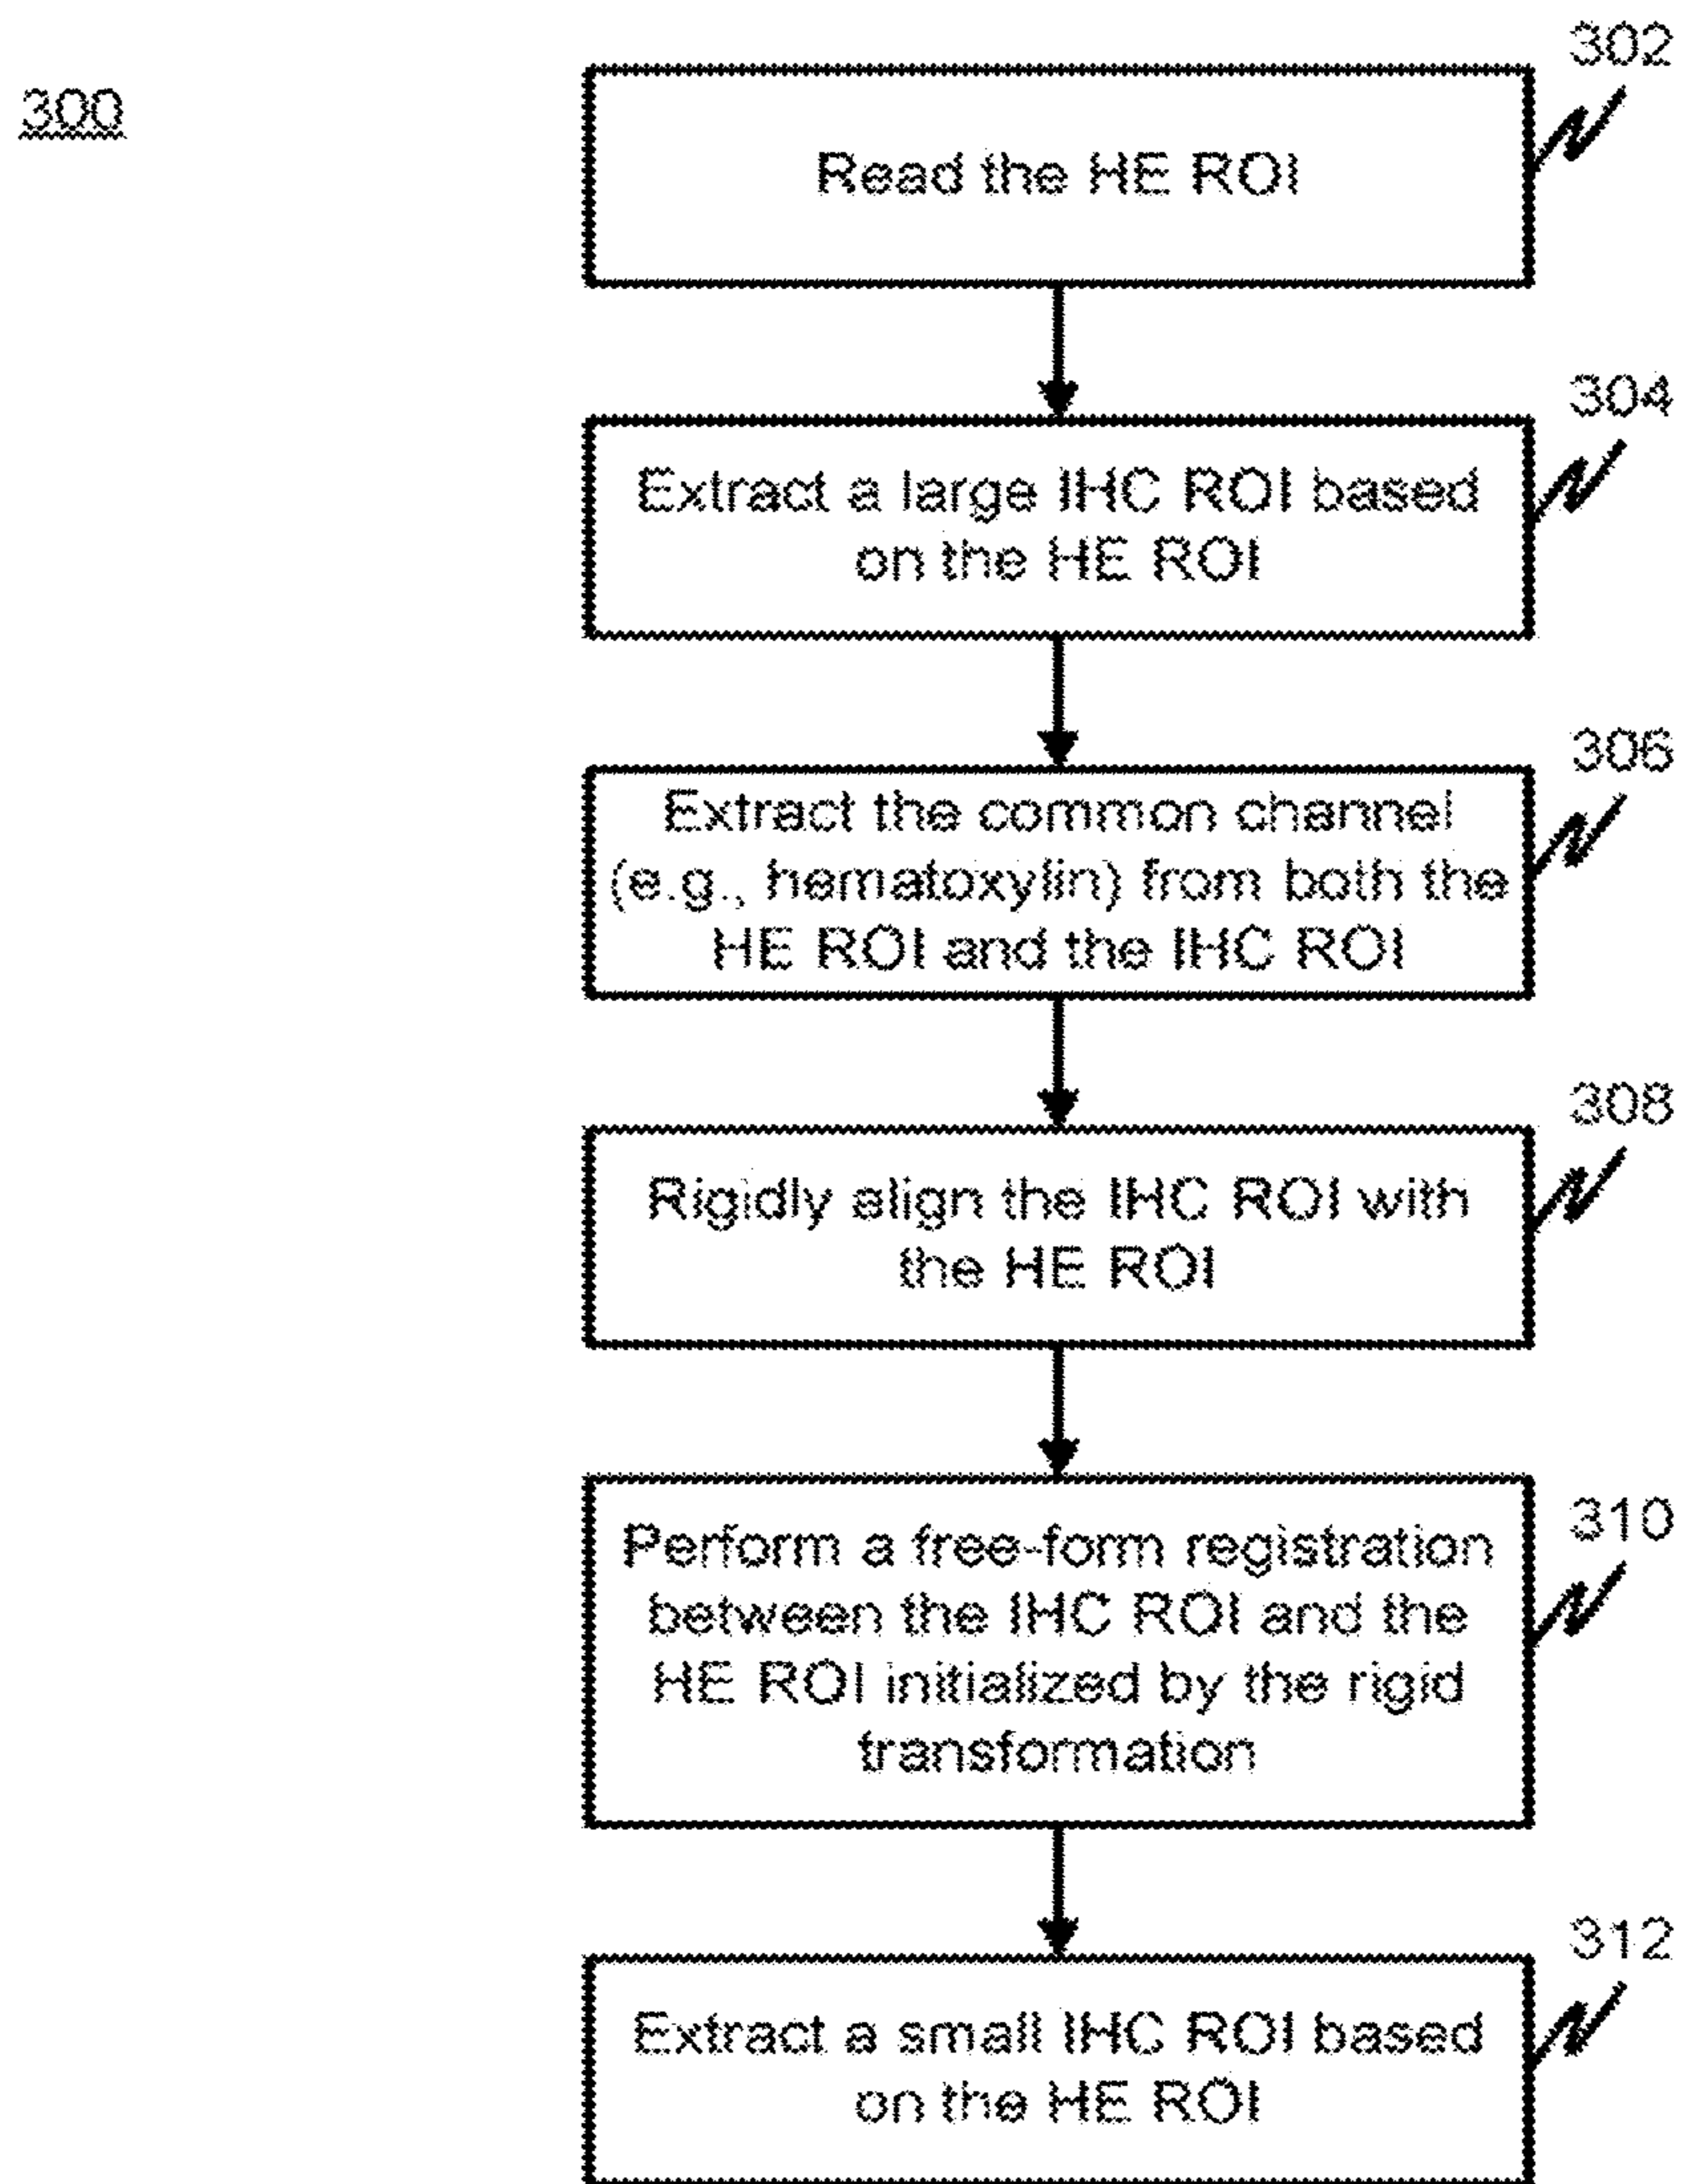 300
302
Read the HE ROI
304
Extract a large IHC ROI based
on the HE ROI
306
Extract the common channel
(e.g., hematoxylin) from both the
HE ROI and the IHC ROI
308
Rigidly align the IHC ROI with
the HE ROI
310
Perform a free-form registration
between the IHC ROI and the
HE ROI initialized by the rigid
transformation
312
Extract a small IHC ROI based
on the HE ROI